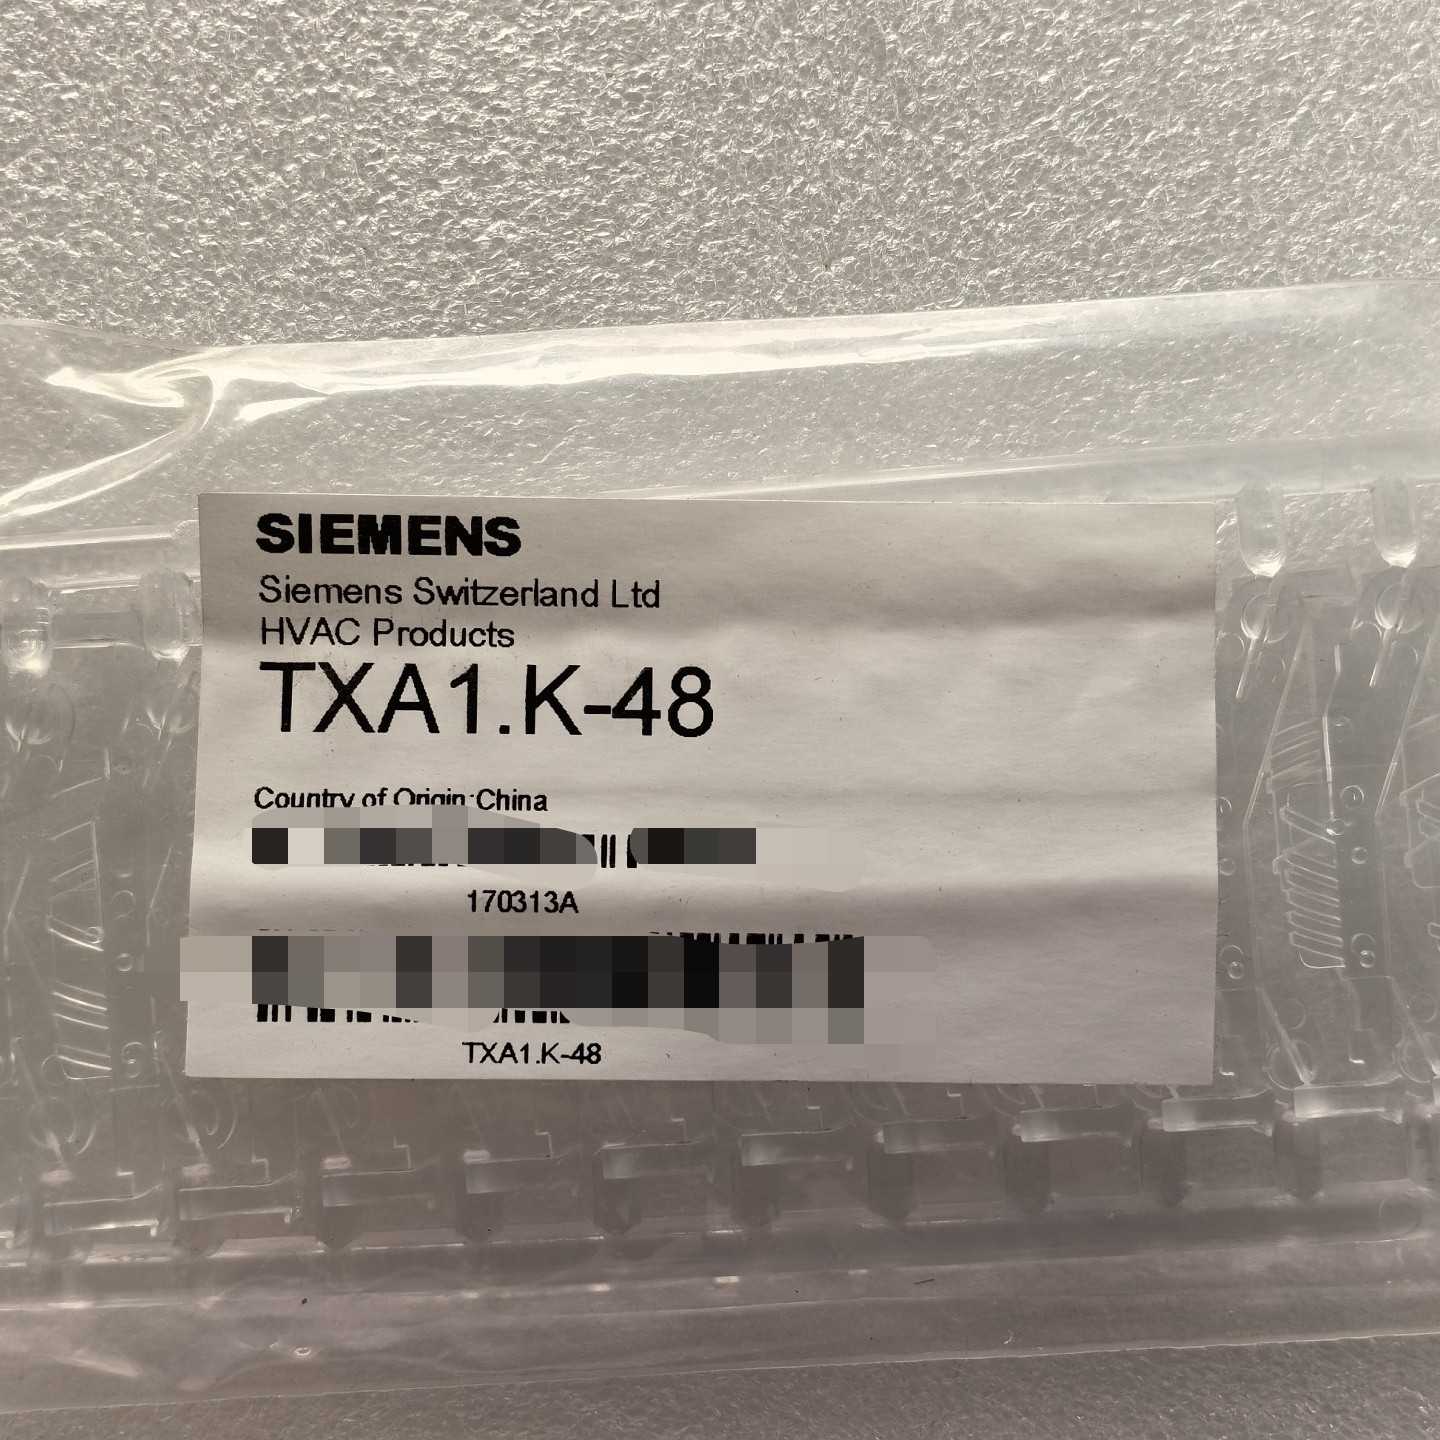 SIEMENS
Siemens Switzerland Ltd
HVAC Products
TXA1.K-48
Country of Origin:China
170313A
TXA1.K-48